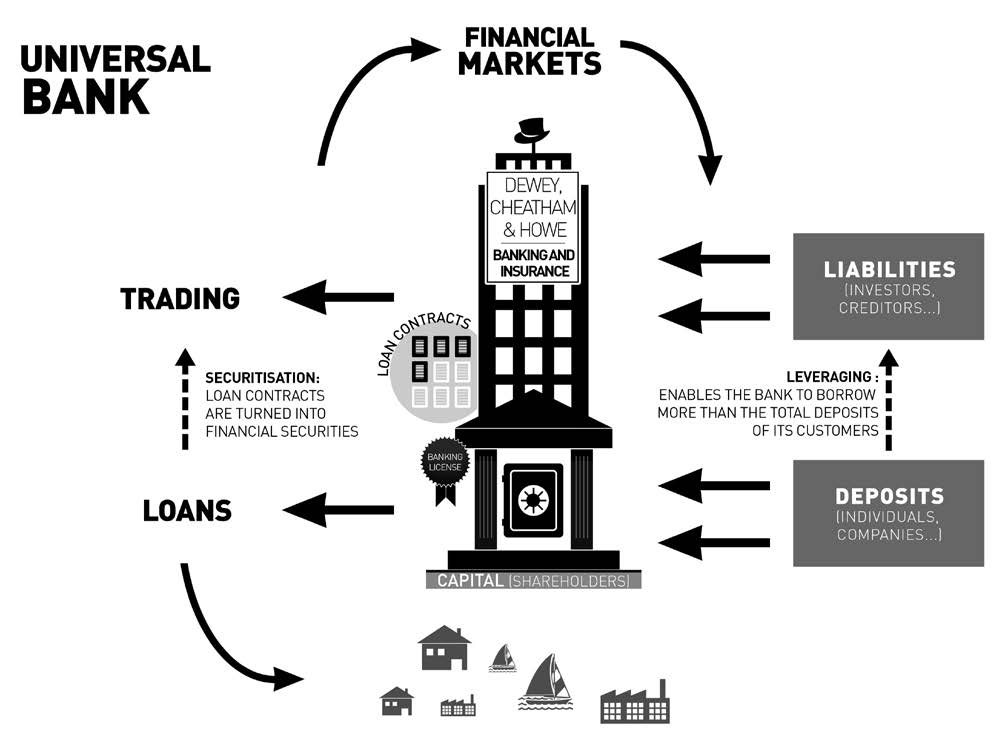 UNIVERSAL
BANK
FINANCIAL
MARKETS
DEWEY,
CHEATHAM
& HOWE
BANKING AND
INSURANCE
LIABILITIES
(INVESTORS,
CREDITORS...)
TRADING
LOAN CONTRACTS
SECURITISATION:
LOAN CONTRACTS
ARE TURNED INTO
FINANCIAL SECURITIES
LEVERAGING :
ENABLES THE BANK TO BORROW
MORE THAN THE TOTAL DEPOSITS
OF ITS CUSTOMERS
BANKING
LICENSE
LOANS
DEPOSITS
(INDIVIDUALS,
COMPANIES...)
CAPITAL (SHAREHOLDERS)